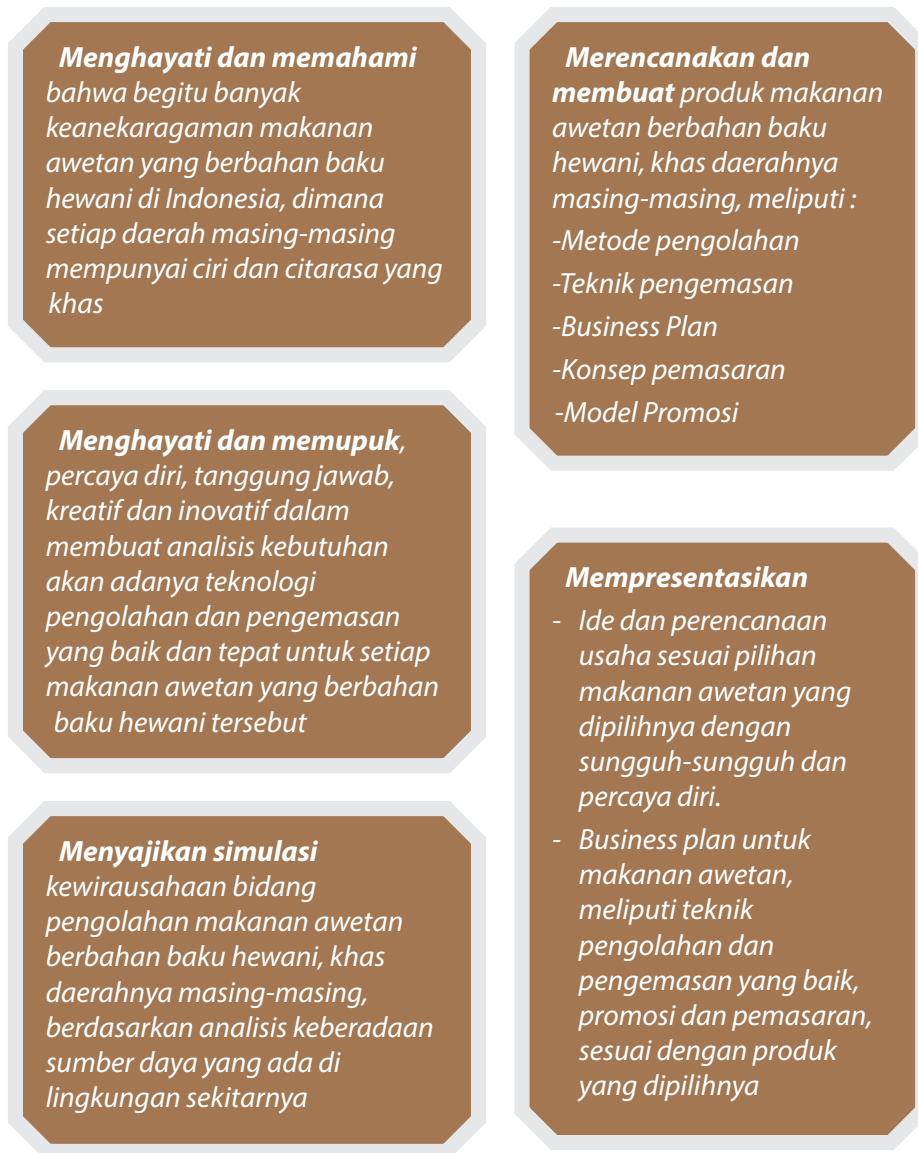 Menghayati dan memahami
bahwa begitu banyak
keanekaragaman makanan
awetan yang berbahan baku
hewani di Indonesia, dimana
setiap daerah masing-masing
mempunyai ciri dan citarasa yang
khas
Menghayati dan memupuk,
percaya diri, tanggung jawab,
kreatif dan inovatif dalam
membuat analisis kebutuhan
akan adanya teknologi
pengolahan dan pengemasan
yang baik dan tepat untuk setiap
makanan awetan yang berbahan
baku hewani tersebut
Menyajikan simulasi
kewirausahaan bidang
pengolahan makanan awetan
berbahan baku hewani, khas
daerahnya masing-masing,
berdasarkan analisis keberadaan
sumber daya yang ada di
lingkungan sekitarnya
Merencanakan dan
membuat produk makanan
awetan berbahan baku
hewani, khas daerahnya
masing-masing, meliputi :
-Metode pengolahan
-Teknik pengemasan
-Business Plan
-Konsep pemasaran
-Model Promosi
Mempresentasikan
- Ide dan perencanaan
usaha sesuai pilihan
makanan awetan yang
dipilihnya dengan
sungguh-sungguh dan
percaya diri.
- Business plan untuk
makanan awetan,
meliputi teknik
pengolahan dan
pengemasan yang baik,
promosi dan pemasaran,
sesuai dengan produk
yang dipilihnya